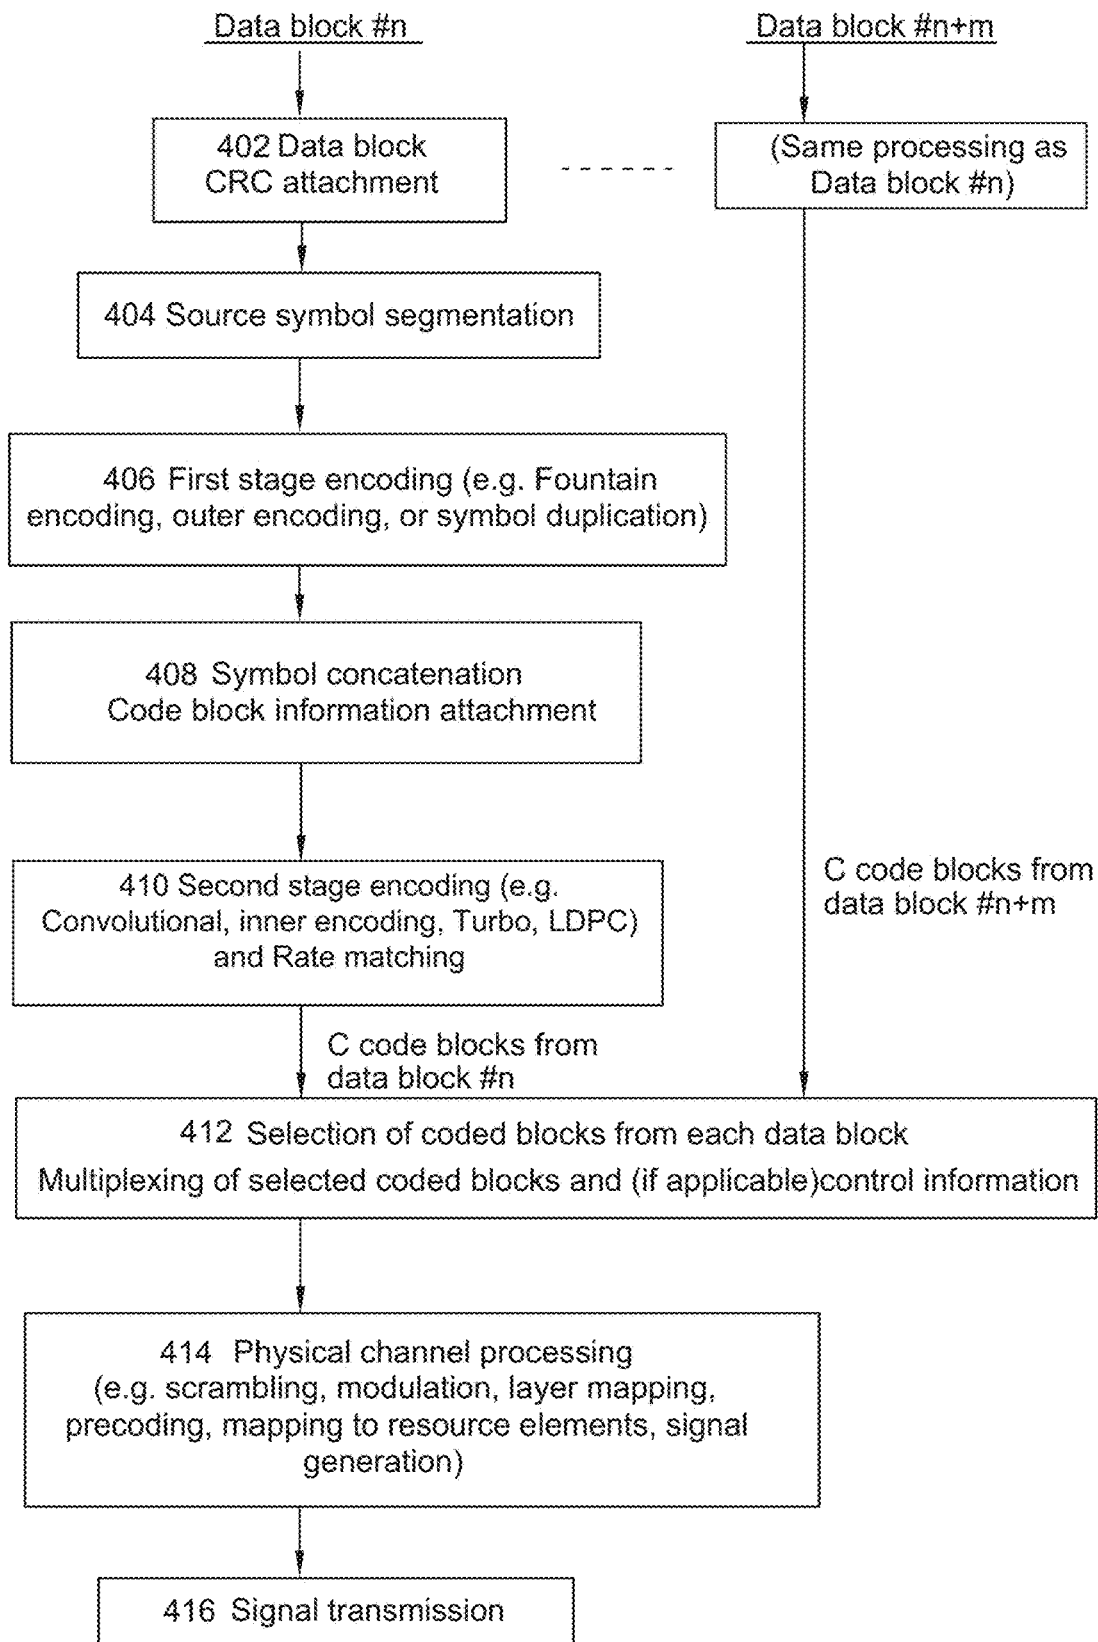 Data block #n
Data block #n+m
402 Data block
CRC attachment
(Same processing as
Data block #n)
404 Source symbol segmentation
406 First stage encoding (e.g. Fountain
encoding, outer encoding, or symbol duplication)
408 Symbol concatenation
Code block information attachment
410 Second stage encoding (e.g.
Convolutional, inner encoding, Turbo, LDPC)
and Rate matching
C code blocks from
data block #n+m
C code blocks from
data block #n
412 Selection of coded blocks from each data block
Multiplexing of selected coded blocks and (if applicable)control information
414 Physical channel processing
(e.g. scrambling, modulation, layer mapping,
precoding, mapping to resource elements, signal
generation)
416 Signal transmission